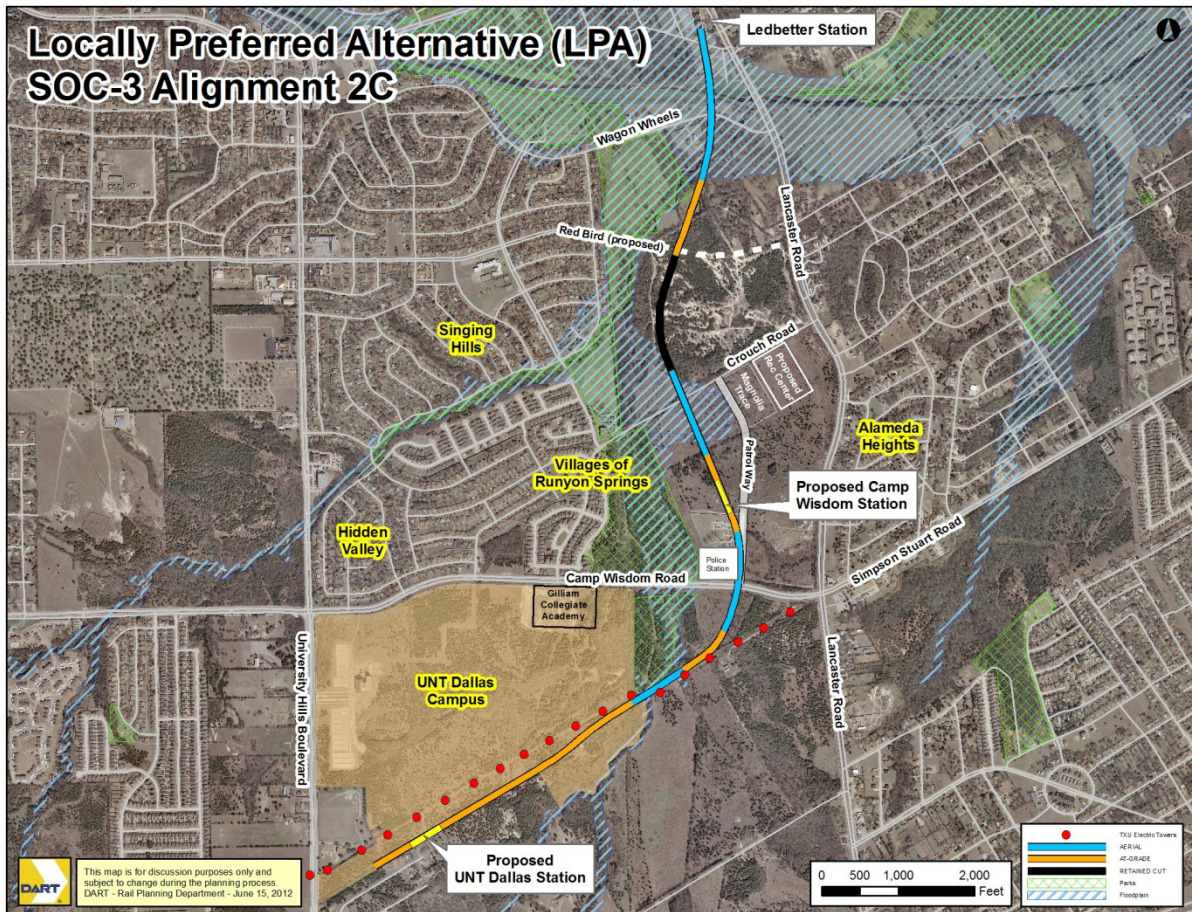 Locally Preferred Alternative (LPA)
SOC-3 Alignment 2C
Ledbetter Station
Wagon Wheels
Lancaster Road
Red Bird (proposed)
Crouch Road
Singing
Hills
Proposed
Rec Center
Magnolia
Trace
Patrol Way
Alameda
Heights
Villages of
Runyon Springs
Proposed Camp
Wisdom Station
Hidden
Valley
Simpson Stuart Road
Police
Station
Camp Wisdom Road
Gilliam
Collegiate
Academy
University Hills Boulevard
UNT Dallas
Campus
Lancaster Road
Proposed
UNT Dallas Station
DART
This map is for discussion purposes only and
subject to change during the planning process.
DART - Rail Planning Department - June 15, 2012
0 500 1,000 2,000
Feet
TXU Electric Towers
AERIAL
AT-GRADE
RETAINED CUT
Parks
Floodplain